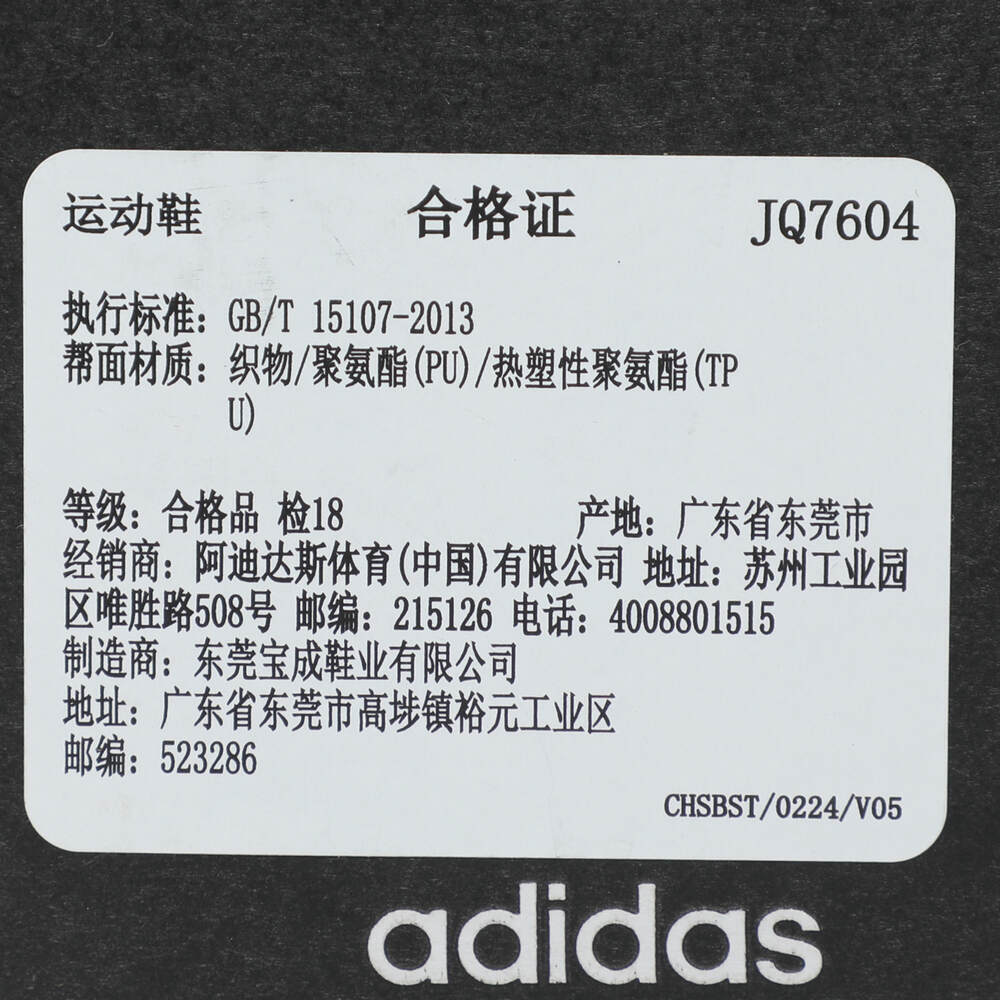 运动鞋 合格证 JQ7604
执行标准：GB/T 15107-2013
帮面材质：织物/聚氨酯(PU)/热塑性聚氨酯(TP
U)
等级：合格品 检18 产地：广东省东莞市
经销商：阿迪达斯体育(中国)有限公司 地址：苏州工业园
区唯胜路508号 邮编：215126 电话：4008801515
制造商：东莞宝成鞋业有限公司
地址：广东省东莞市高埗镇裕元工业区
邮编：523286
CHSBST/0224/V05
adidas